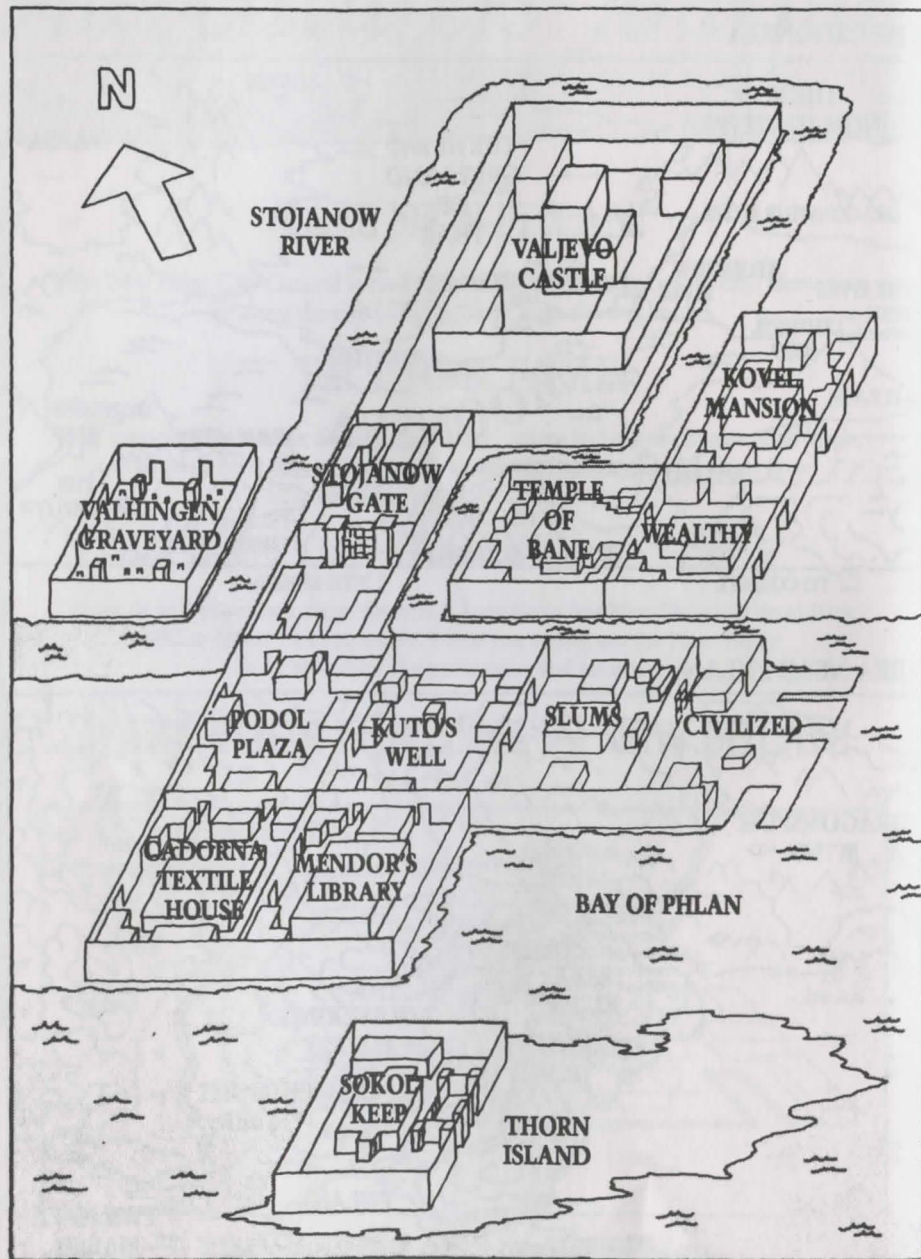 N
STOJANOW
RIVER
VALJEVO
CASTLE
KOVEL
MANSION
STOJANOW
GATE
TEMPLE
OF
BANE
WEALTHY
VALHINGEN
GRAVEYARD
PODOL
PLAZA
KUTO'S
WELL
SLUMS
CIVILIZED
CADORNA
TEXTILE
HOUSE
MENDOR'S
LIBRARY
BAY OF PHLAN
SOKOL
KEEP
THORN
ISLAND